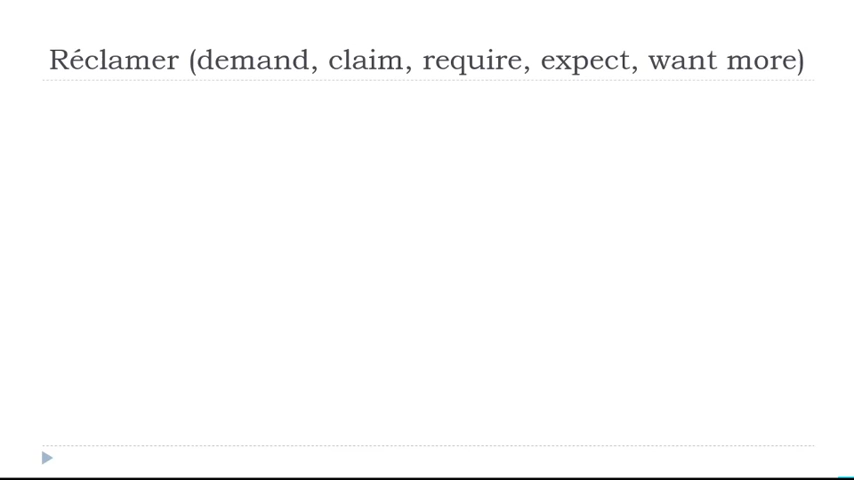 Réclamer (demand, claim, require, expect, want more)